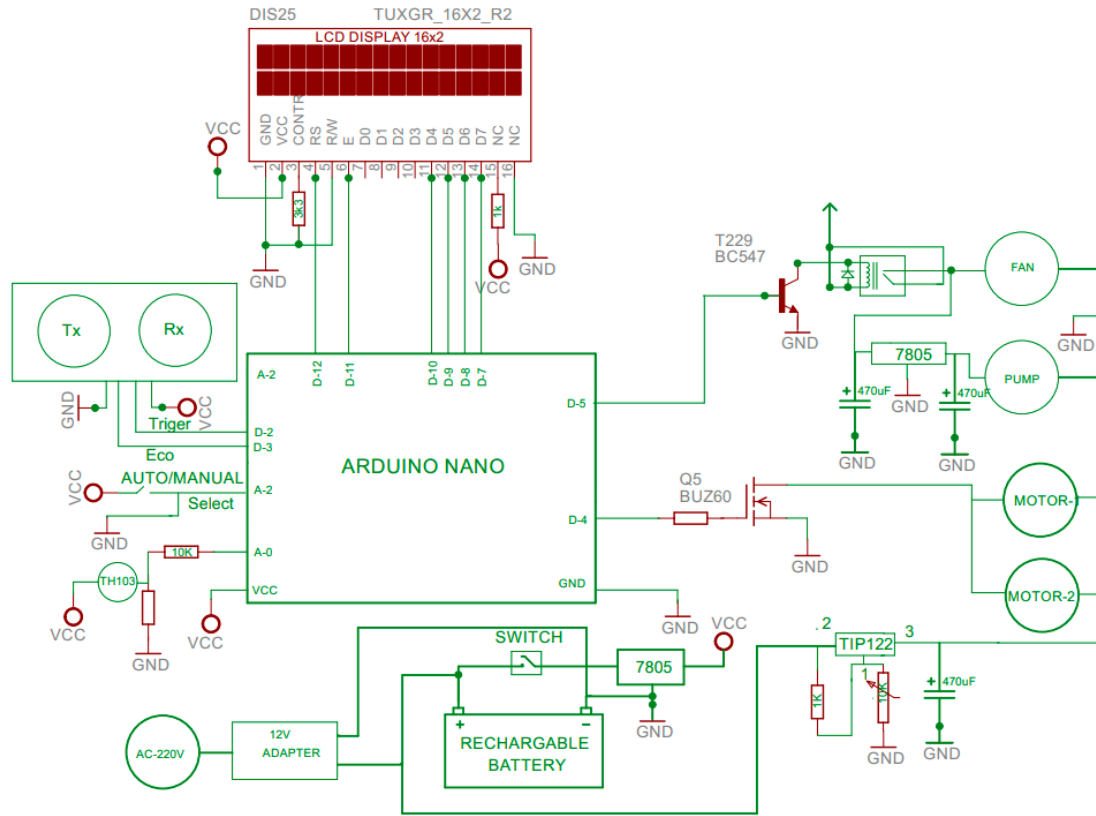 DIS25 TUXGR_16X2_R2
LCD DISPLAY 16x2
GND VCC CONTR RS R/W E D0 D1 D2 D3 D4 D5 D6 D7 NC NC
1 2 3 4 5 6 7 8 9 10 11 12 13 14 15 16
VCC
3k3
1k
GND
VCC
GND
T229
BC547
GND
FAN
GND
7805
470uF
GND
470uF
PUMP
GND
GND
Tx
Rx
GND
Triger
VCC
Eco
AUTO/MANUAL
VCC
Select
GND
10K
TH103
VCC
GND
VCC
A-2
D-12
D-11
D-10
D-9
D-8
D-7
D-2
D-3
A-2
A-0
VCC
ARDUINO NANO
D-5
D-4
GND
GND
Q5
BUZ60
GND
MOTOR-1
MOTOR-2
SWITCH
7805
VCC
GND
+ -
RECHARGABLE
BATTERY
AC-220V
12V
ADAPTER
. 2
TIP122
3
1
1K
10K
GND
470uF
GND